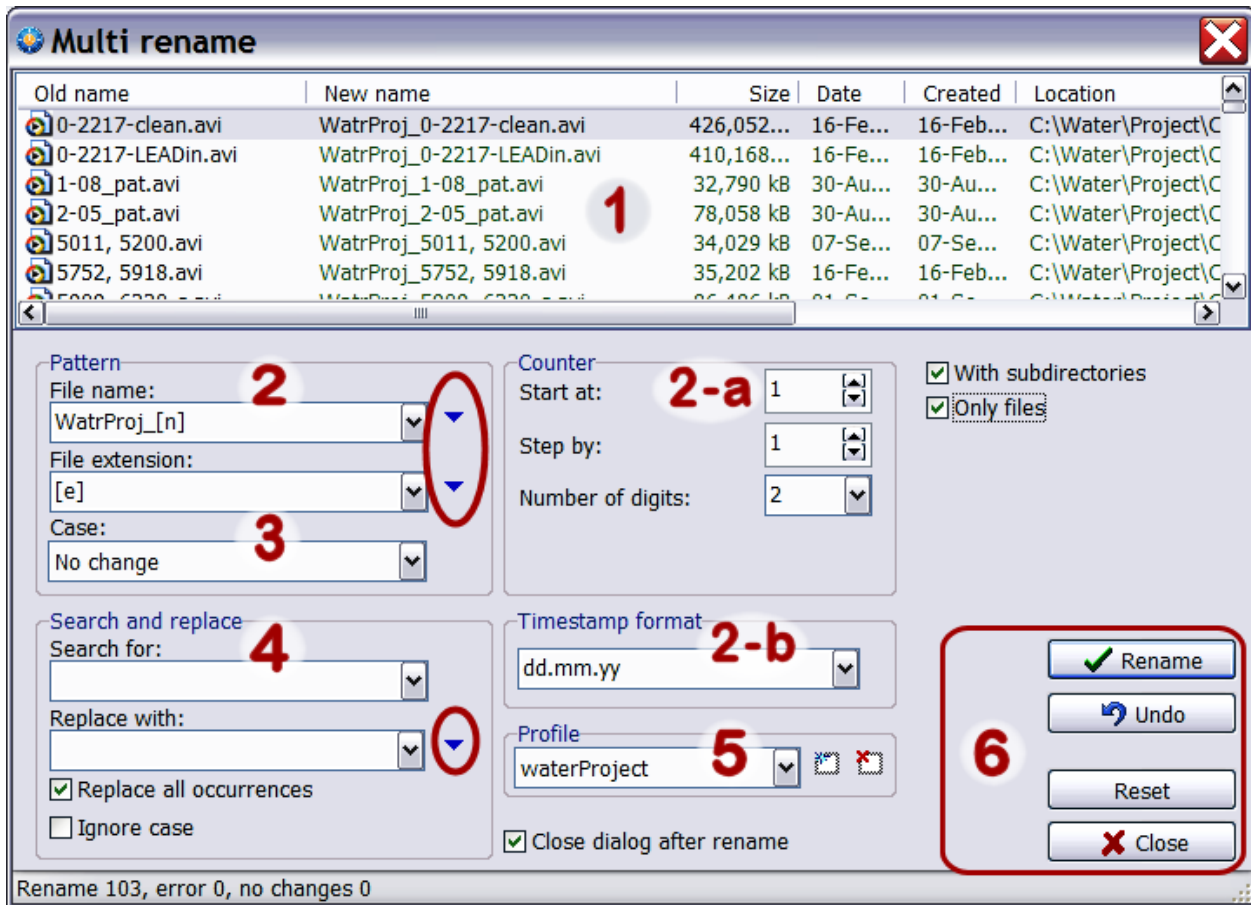 Multi rename
Old name New name Size Date Created Location
0-2217-clean.avi WatrProj_0-2217-clean.avi 426,052... 16-Fe... 16-Feb... C:\Water\Project\C
0-2217-LEADin.avi WatrProj_0-2217-LEADin.avi 410,168... 16-Fe... 16-Feb... C:\Water\Project\C
1-08_pat.avi WatrProj_1-08_pat.avi 32,790 kB 30-Au... 30-Au... C:\Water\Project\C
2-05_pat.avi WatrProj_2-05_pat.avi 78,058 kB 30-Au... 30-Au... C:\Water\Project\C
1
5011, 5200.avi WatrProj_5011, 5200.avi 34,029 kB 07-Se... 07-Se... C:\Water\Project\C
5752, 5918.avi WatrProj_5752, 5918.avi 35,202 kB 16-Fe... 16-Feb... C:\Water\Project\C
Pattern
2
File name:
WatrProj_[n]
File extension:
[e]
3
Case:
No change
Counter
2-a
Start at: 1
Step by: 1
Number of digits: 2
With subdirectories
Only files
Search and replace
4
Search for:
Replace with:
Replace all occurrences
Ignore case
Timestamp format
2-b
dd.mm.yy
Profile
5
waterProject
Close dialog after rename
6
Rename
Undo
Reset
Close
Rename 103, error 0, no changes 0